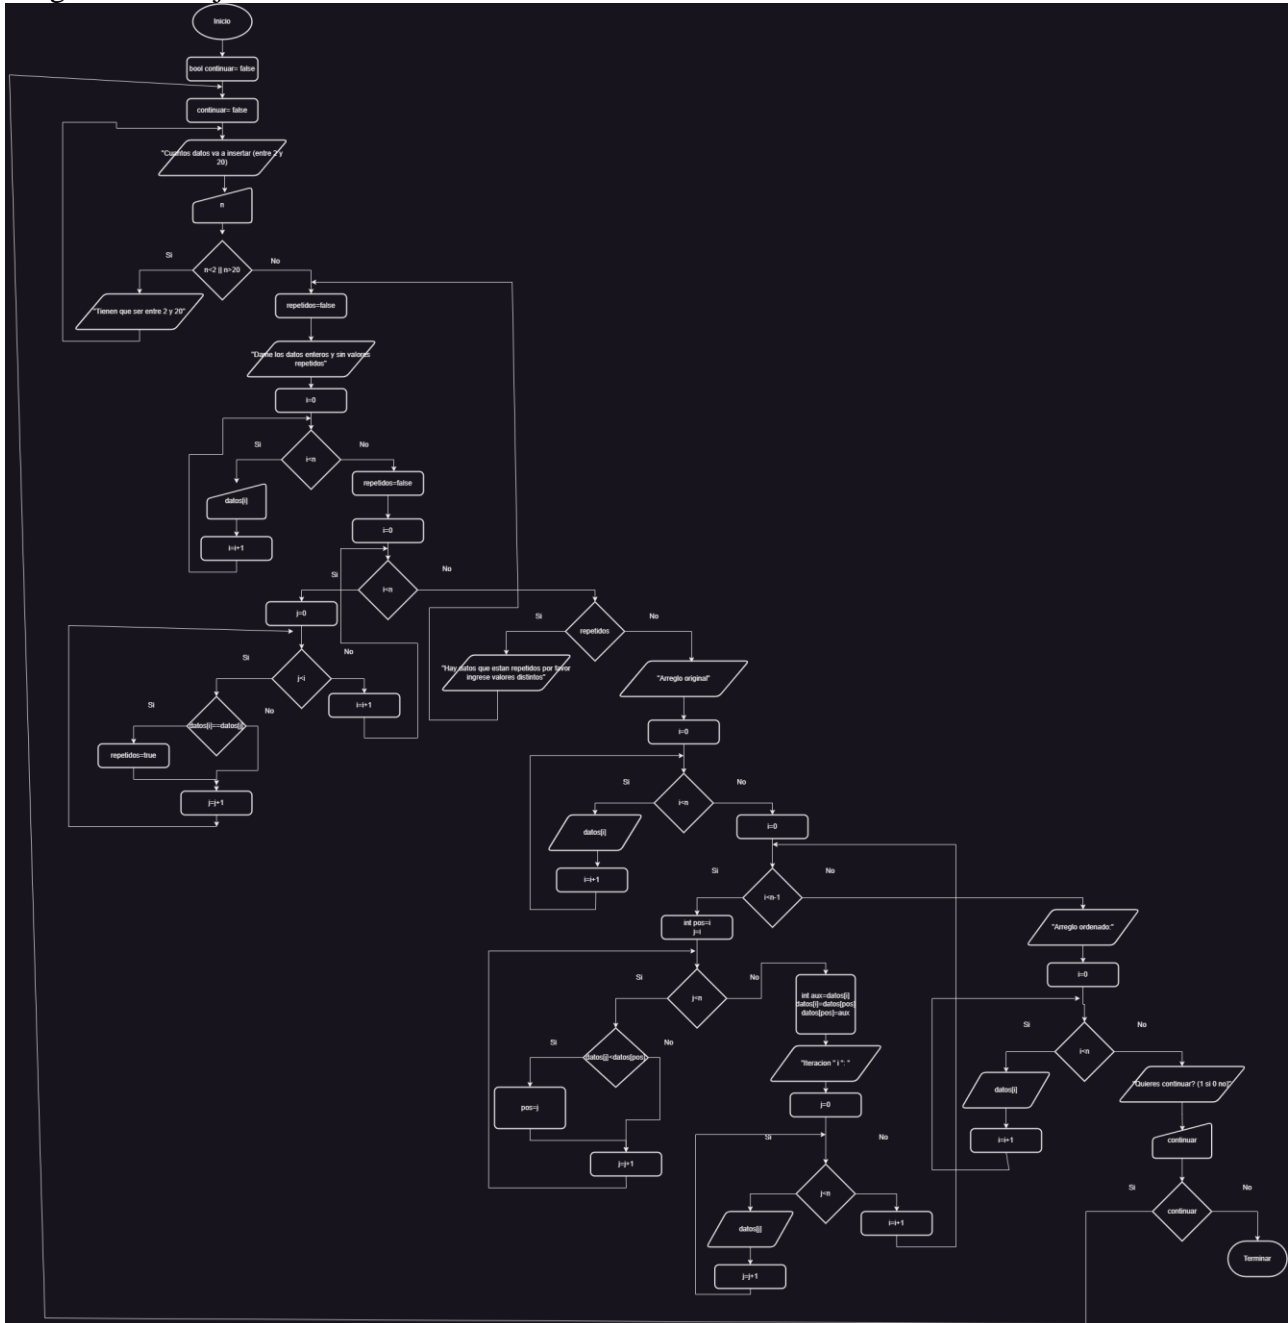 Inicio
bool continuar= false
continuar= false
"Cuantos datos va a insertar (entre 2 y
20)
n
Si
No
n<2 || n>20
"Tienen que ser entre 2 y 20"
repetidos=false
"Dame los datos enteros y sin valores
repetidos"
i=0
Si
No
i<n
datos[i]
i=i+1
repetidos=false
i=0
Si
No
i<n
j=0
Si
No
j<i
i=i+1
Si
No
datos[i]==datos[j]
repetidos=true
j=j+1
Si
No
repetidos
"Hay datos que estan repetidos por favor
ingrese valores distintos"
"Arreglo original"
i=0
Si
No
i<n
datos[i]
i=i+1
i=0
Si
No
i<n-1
int pos=i
j=i
Si
No
j<n
Si
No
datos[j]<datos[pos]
pos=j
j=j+1
int aux=datos[i]
datos[i]=datos[pos]
datos[pos]=aux
"Iteracion " i ": "
j=0
Si
No
j<n
datos[j]
j=j+1
i=i+1
"Arreglo ordenado:"
i=0
Si
No
i<n
datos[i]
i=i+1
"Quieres continuar? (1 si 0 no)"
continuar
Si
No
continuar
Terminar